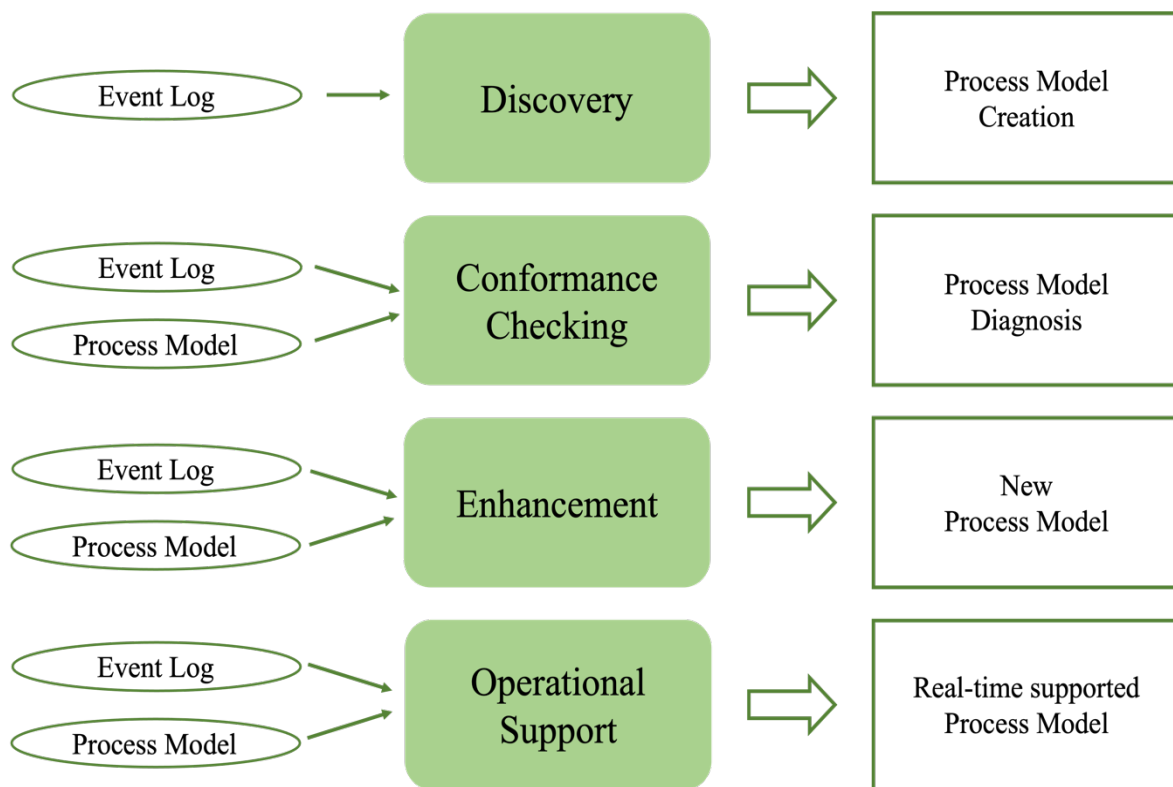 Event Log
Discovery
Process Model
Creation
Event Log
Process Model
Conformance
Checking
Process Model
Diagnosis
Event Log
Process Model
Enhancement
New
Process Model
Event Log
Process Model
Operational
Support
Real-time supported
Process Model